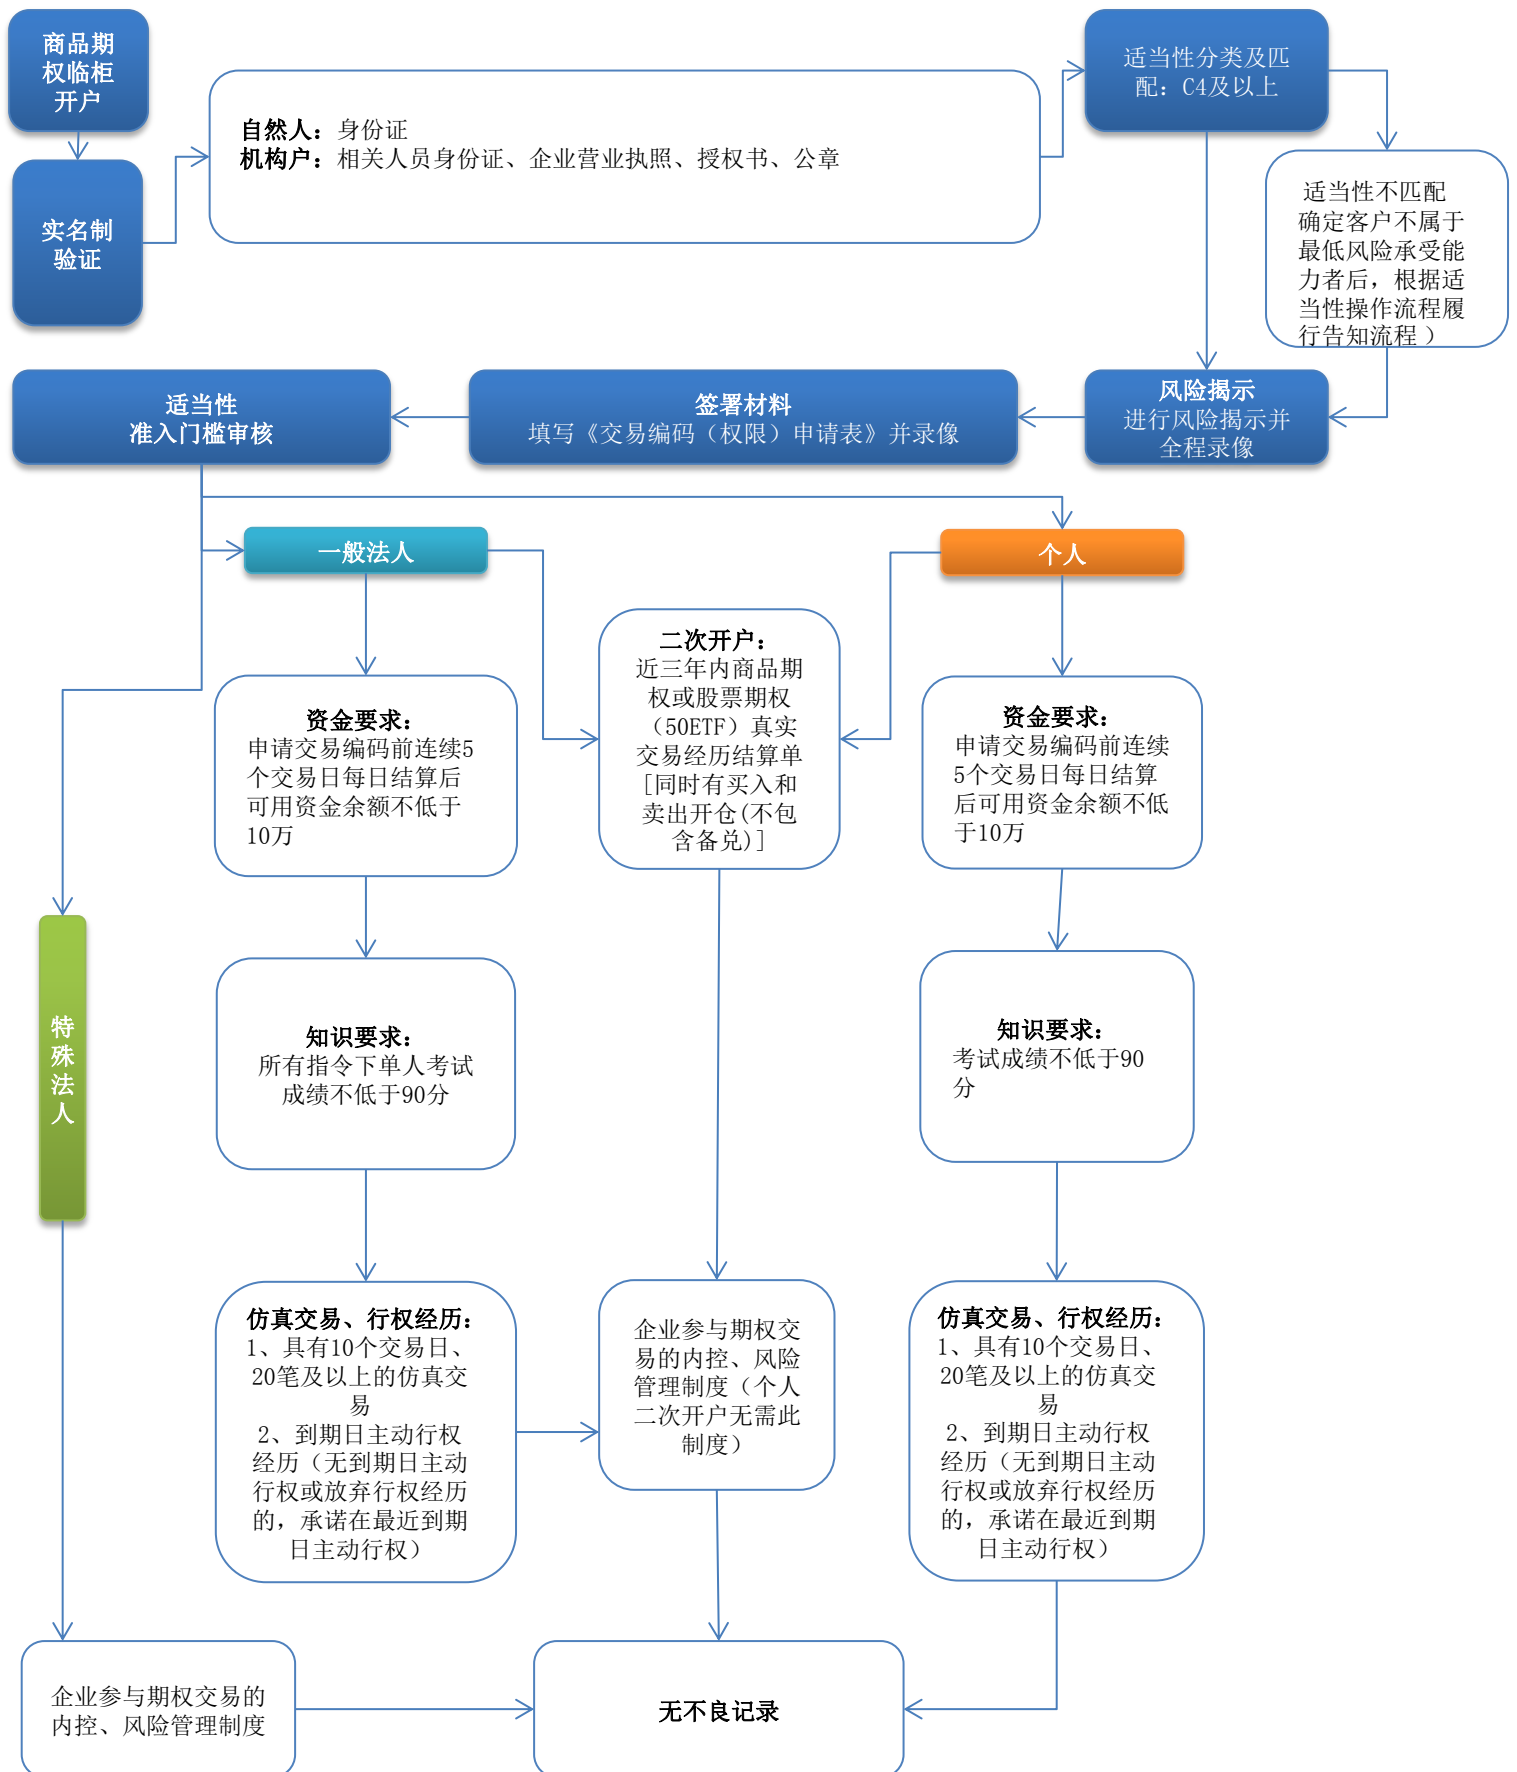 商品期
权临柜
开户
实名制
验证
自然人：身份证
机构户：相关人员身份证、企业营业执照、授权书、公章
适当性分类及匹
配：C4及以上
适当性不匹配
确定客户不属于
最低风险承受能
力者后，根据适
当性操作流程履
行告知流程 ）
风险揭示
进行风险揭示并
全程录像
签署材料
填写《交易编码（权限）申请表》并录像
适当性
准入门槛审核
一般法人
个人
二次开户：
近三年内商品期
权或股票期权
（50ETF）真实
交易经历结算单
[同时有买入和
卖出开仓(不包
含备兑)]
资金要求：
申请交易编码前连续5
个交易日每日结算后
可用资金余额不低于
10万
资金要求：
申请交易编码前连续
5个交易日每日结算
后可用资金余额不低
于10万
特
殊
法
人
知识要求：
所有指令下单人考试
成绩不低于90分
知识要求：
考试成绩不低于90
分
仿真交易、行权经历：
1、具有10个交易日、
20笔及以上的仿真交
易
2、到期日主动行权
经历（无到期日主动
行权或放弃行权经历
的，承诺在最近到期
日主动行权）
企业参与期权交
易的内控、风险
管理制度（个人
二次开户无需此
制度）
仿真交易、行权经历：
1、具有10个交易日、
20笔及以上的仿真交
易
2、到期日主动行权
经历（无到期日主动
行权或放弃行权经历
的，承诺在最近到期
日主动行权）
企业参与期权交易的
内控、风险管理制度
无不良记录